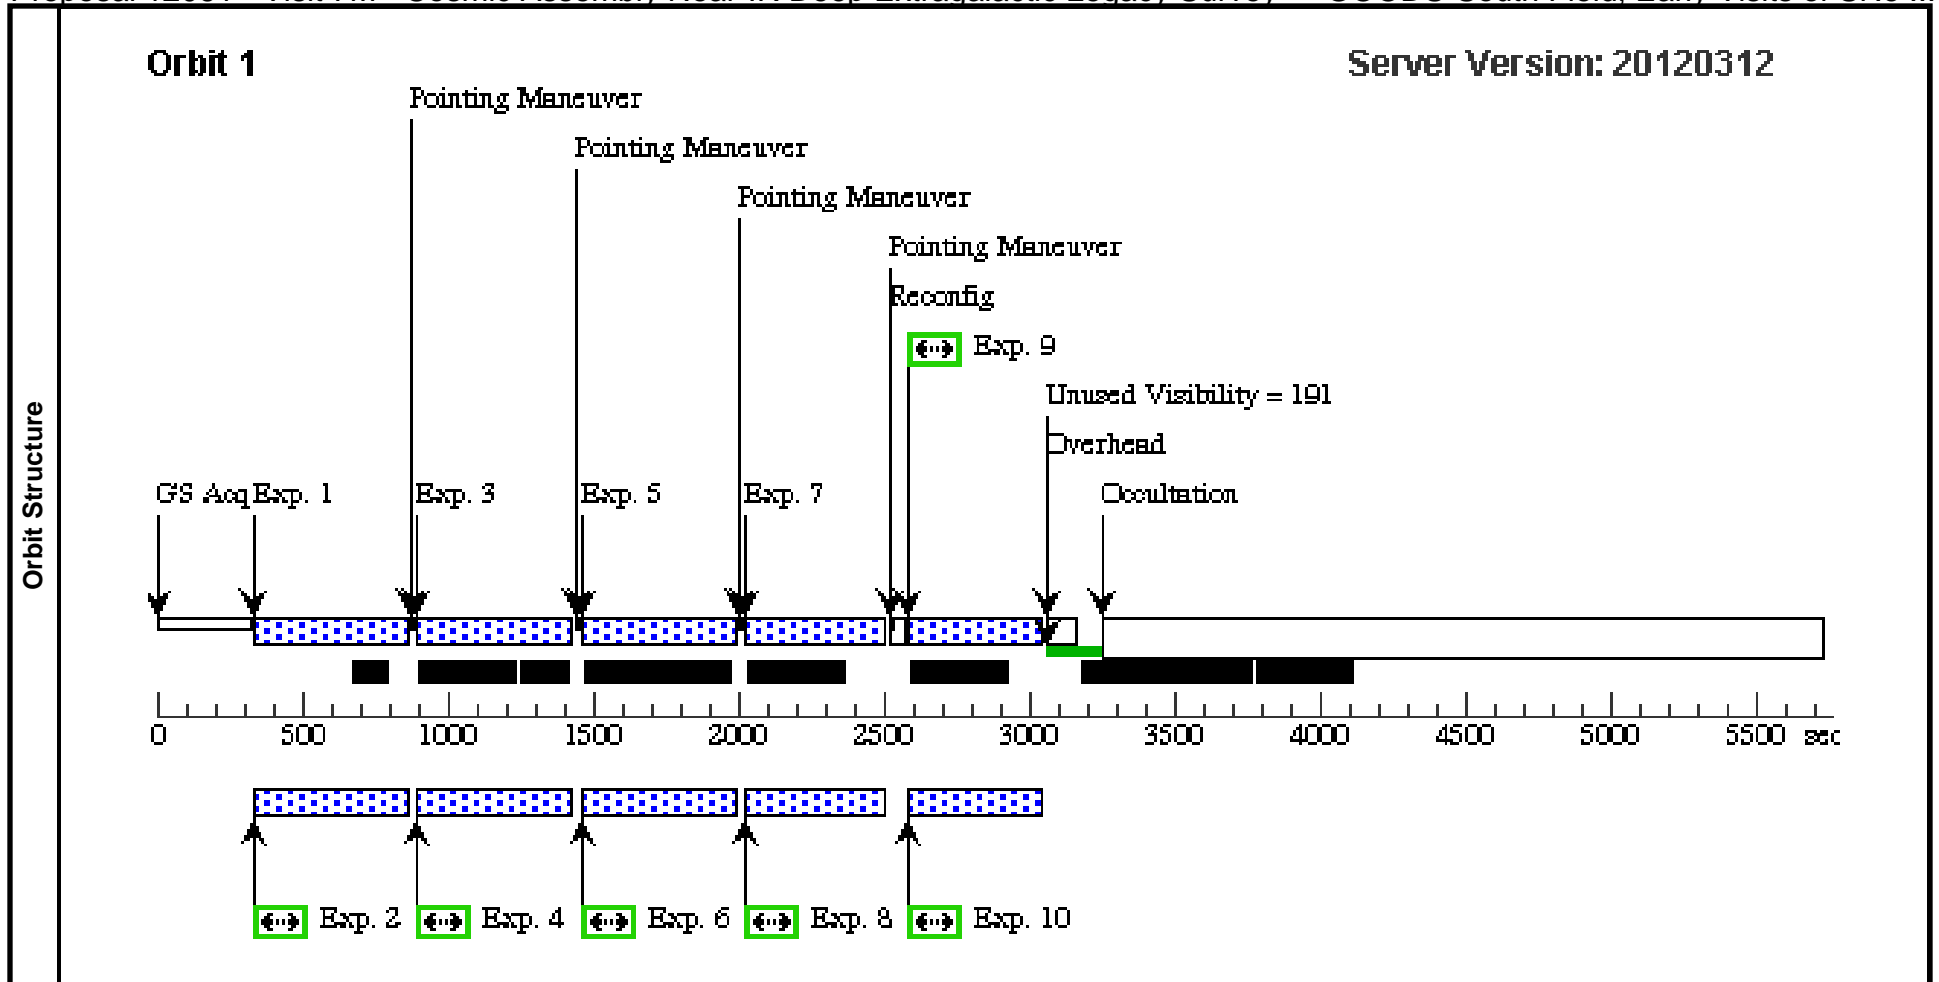 Orbit 1
Server Version: 20120312
Pointing Maneuver
Pointing Maneuver
Pointing Maneuver
Pointing Maneuver
Reconfig
Exp. 9
Unused Visibility = 191
Overhead
GS Acq Exp. 1 Exp. 3 Exp. 5 Exp. 7 Occultation
Orbit Structure
0 500 1000 1500 2000 2500 3000 3500 4000 4500 5000 5500 sec
Exp. 2 Exp. 4 Exp. 6 Exp. 8 Exp. 10